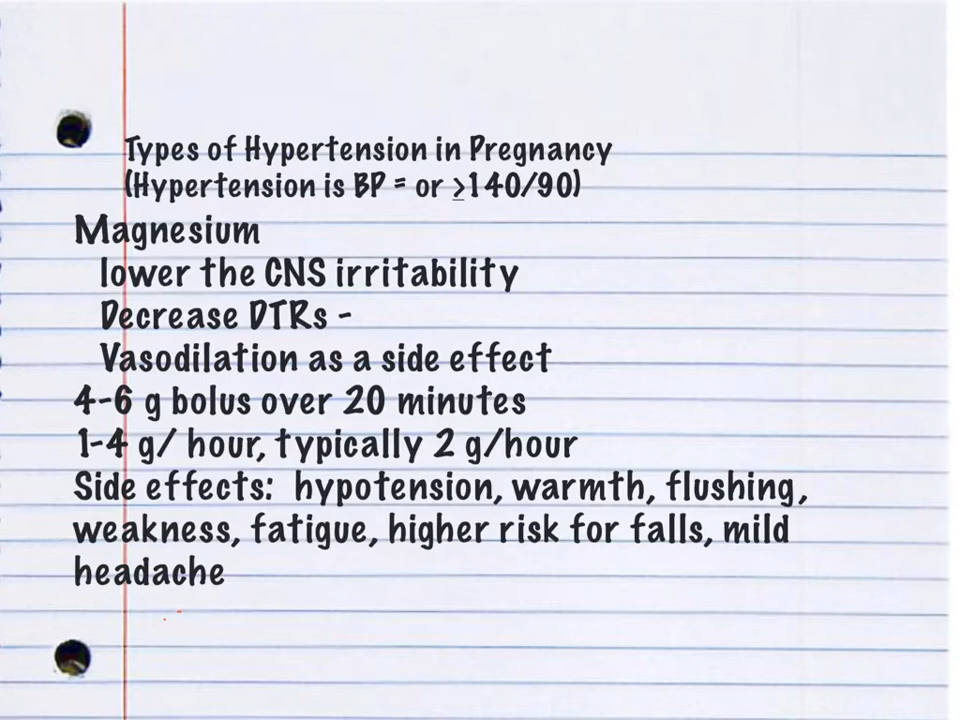 Types of Hypertension in Pregnancy
(Hypertension is BP = or ≥140/90)
Magnesium
lower the CNS irritability
Decrease DTRs -
Vasodilation as a side effect
4-6 g bolus over 20 minutes
1-4 g/ hour, typically 2 g/hour
Side effects: hypotension, warmth, flushing,
weakness, fatigue, higher risk for falls, mild
headache